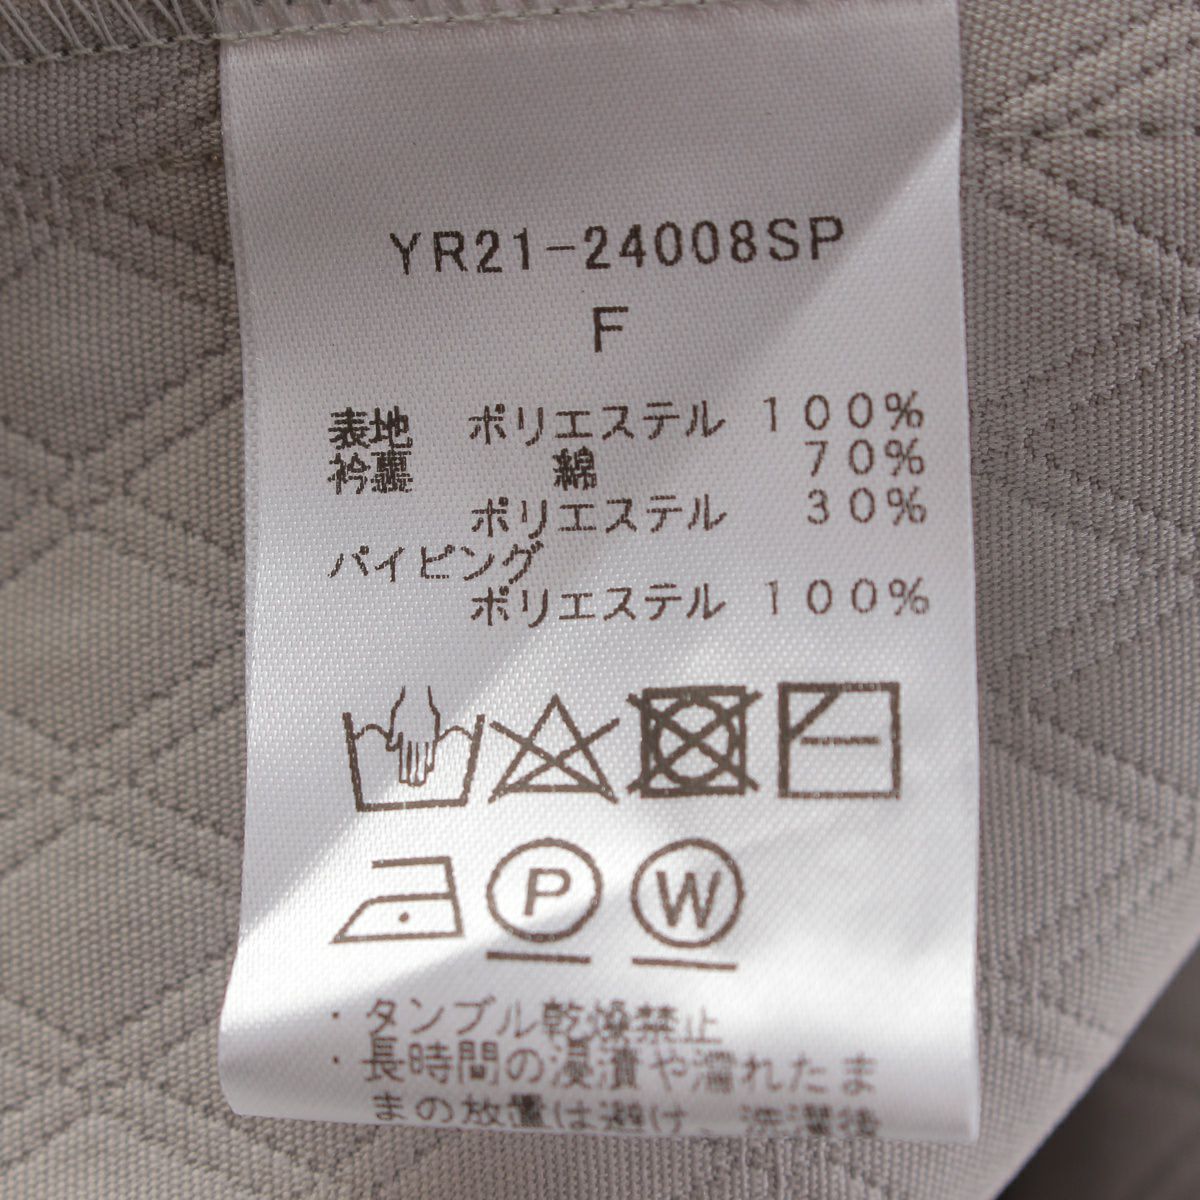 YR21-24008SP
F
表地 ポリエステル 100%
衿裏 綿 70%
ポリエステル 30%
パイピング
ポリエステル 100%
P W
・タンブル乾燥禁止
・長時間の浸漬や濡れたま
まの放置は避け、洗濯後